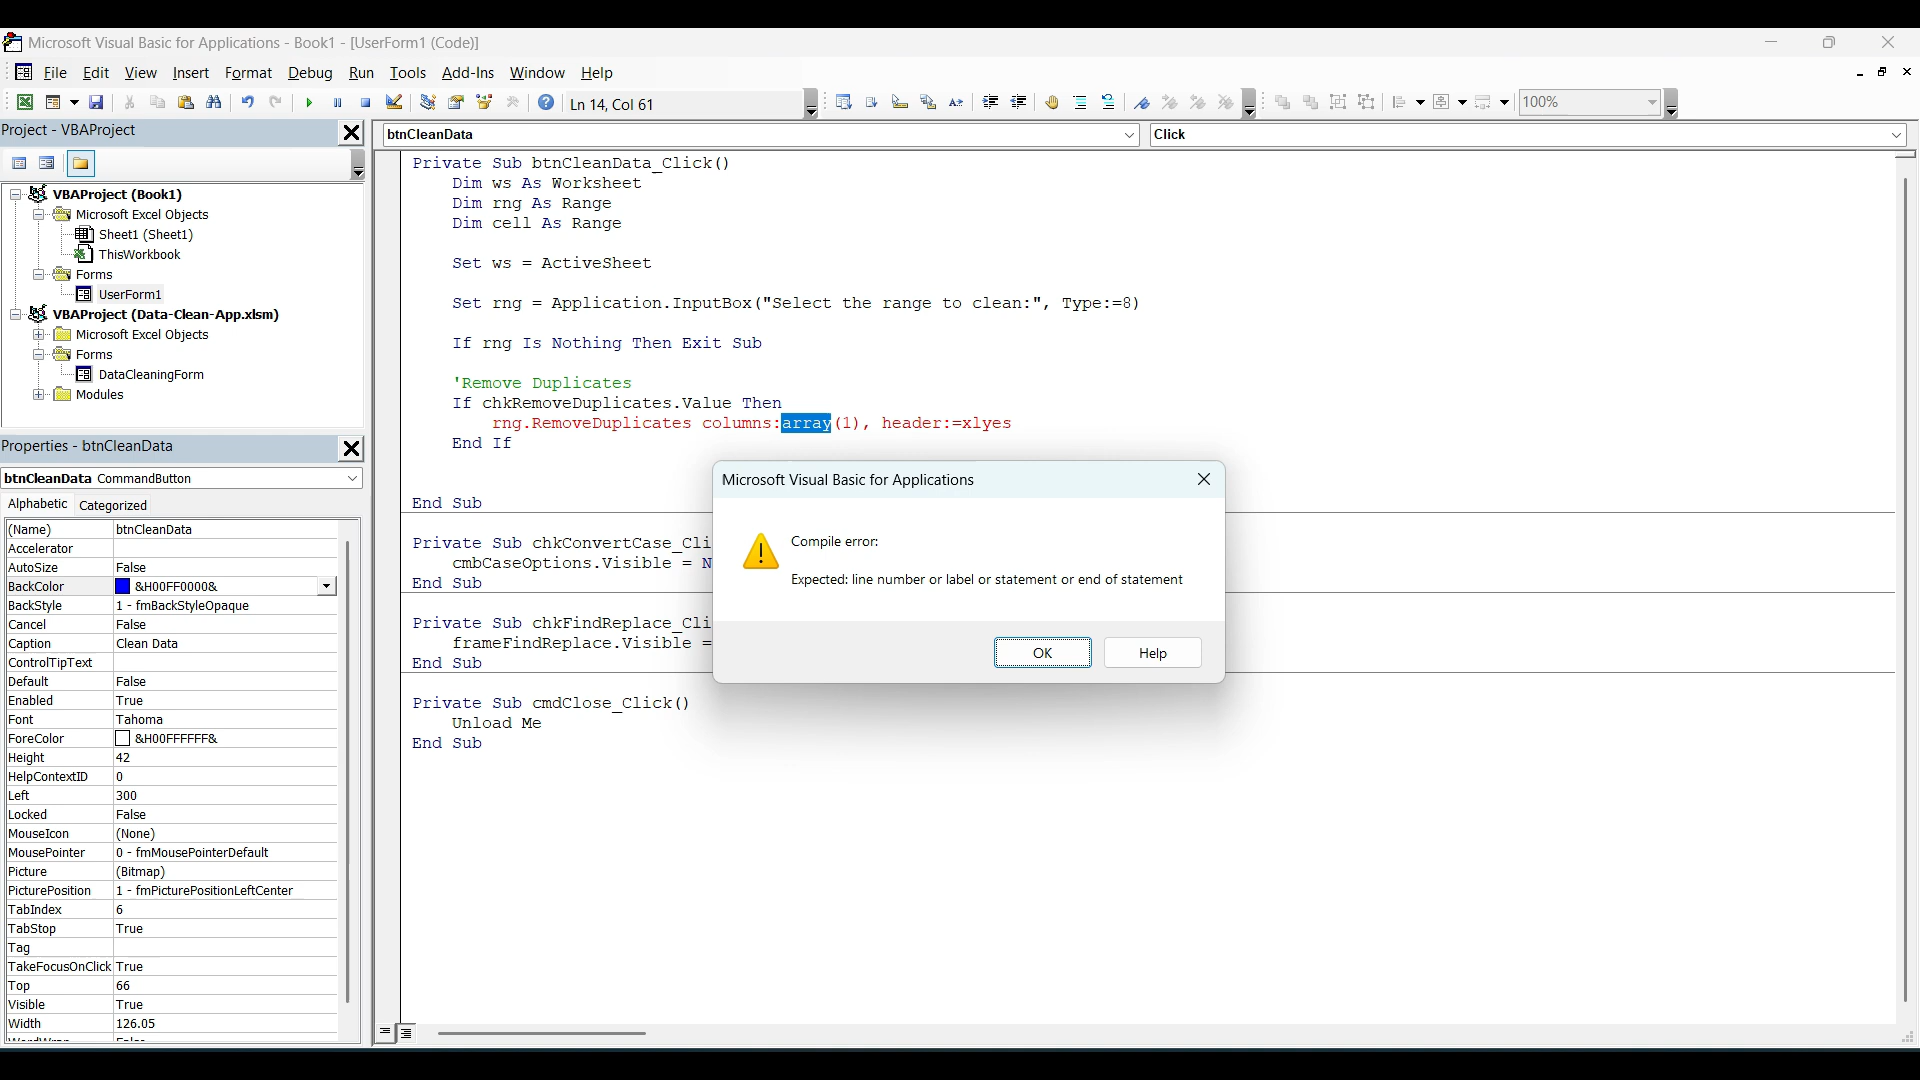 Microsoft Visual Basic for Applications - Book1 - [UserForm1 (Code)]
File Edit View Insert Format Debug Run Tools Add-Ins Window Help
Ln 14, Col 61
100%
Project - VBAProject
VBAProject (Book1)
Microsoft Excel Objects
Sheet1 (Sheet1)
ThisWorkbook
Forms
UserForm1
VBAProject (Data-Clean-App.xlsm)
Microsoft Excel Objects
Forms
DataCleaningForm
Modules
Properties - btnCleanData
btnCleanData CommandButton
Alphabetic Categorized
(Name) btnCleanData
Accelerator
AutoSize False
BackColor &H00FF0000&
BackStyle 1 - fmBackStyleOpaque
Cancel False
Caption Clean Data
ControlTipText
Default False
Enabled True
Font Tahoma
ForeColor &H00FFFFFF&
Height 42
HelpContextID 0
Left 300
Locked False
MouseIcon (None)
MousePointer 0 - fmMousePointerDefault
Picture (Bitmap)
PicturePosition 1 - fmPicturePositionLeftCenter
TabIndex 6
TabStop True
Tag
TakeFocusOnClick True
Top 66
Visible True
Width 126.05
btnCleanData
Click
Private Sub btnCleanData_Click()
Dim ws As Worksheet
Dim rng As Range
Dim cell As Range
Set ws = ActiveSheet
Set rng = Application.InputBox("Select the range to clean:", Type:=8)
If rng Is Nothing Then Exit Sub
'Remove Duplicates
If chkRemoveDuplicates.Value Then
rng.RemoveDuplicates columns:array(1), header:=xlyes
End If
End Sub
Private Sub chkConvertCase_Cli
cmbCaseOptions.Visible = N
End Sub
Private Sub chkFindReplace_Cli
frameFindReplace.Visible =
End Sub
Private Sub cmdClose_Click()
Unload Me
End Sub
Microsoft Visual Basic for Applications
Compile error:
Expected: line number or label or statement or end of statement
OK Help